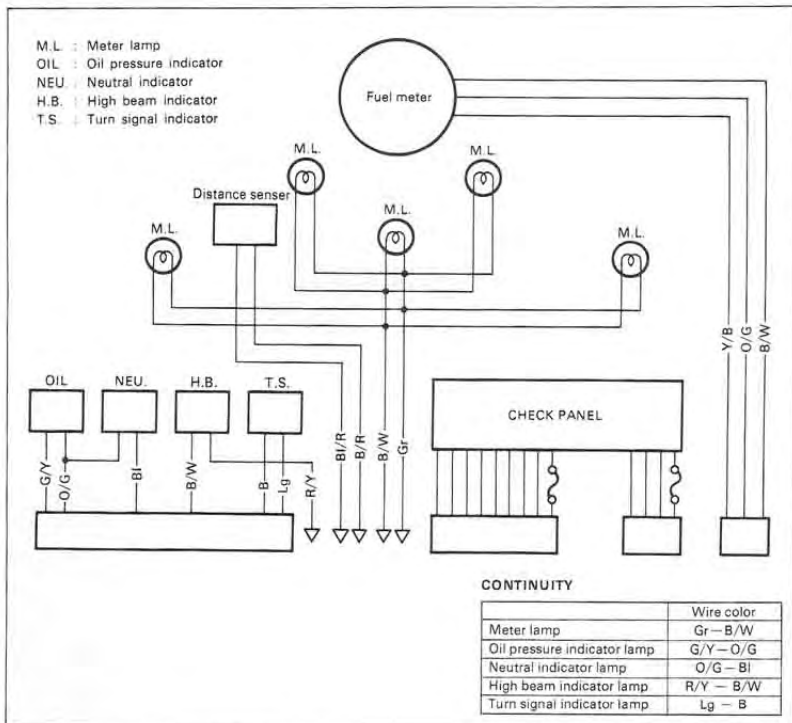 M.L. : Meter lamp
OIL : Oil pressure indicator
NEU. : Neutral indicator
H.B. : High beam indicator
T.S. : Turn signal indicator
Fuel meter
M.L.
M.L.
Distance senser
M.L.
M.L.
M.L.
Y/B
O/G
B/W
OIL
NEU.
H.B.
T.S.
CHECK PANEL
G/Y
O/G
Bl
B/W
B
Lg
R/Y
Bl/R
B/R
B/W
Gr
CONTINUITY
Wire color
Meter lamp Gr — B/W
Oil pressure indicator lamp G/Y — O/G
Neutral indicator lamp O/G — Bl
High beam indicator lamp R/Y — B/W
Turn signal indicator lamp Lg — B